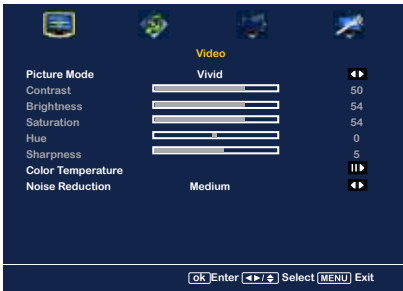 Video
Picture Mode Vivid
Contrast 50
Brightness 54
Saturation 54
Hue 0
Sharpness 5
Color Temperature
Noise Reduction Medium
ok Enter ◄►/▲▼ Select MENU Exit